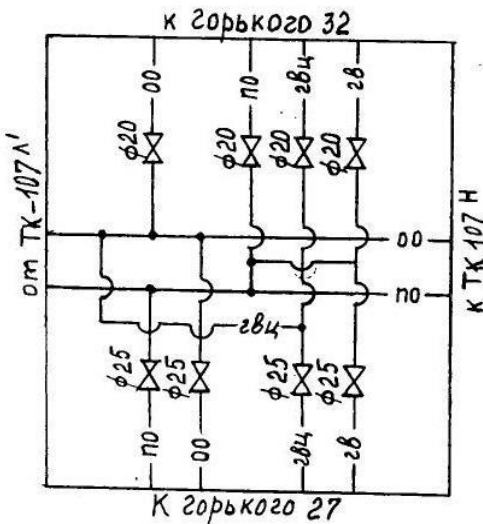 к горького 32
оо
по
гвц
гв
ф20
ф20
ф20
ф20
от ТК-107 Л'
оо
по
к ТК 107 Н
гвц
ф25
ф25
ф25
ф25
по
оо
гвц
гв
К горького 27